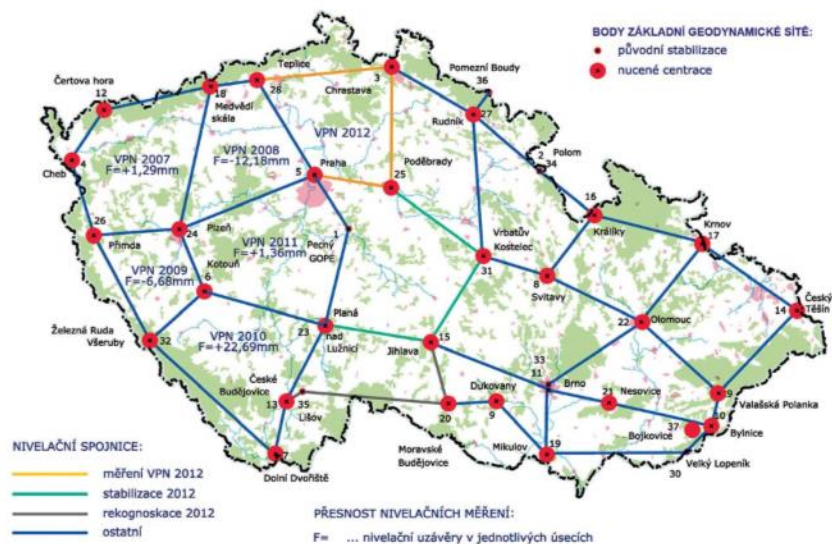 BODY ZÁKLADNÍ GEODYNAMICKÉ SÍTĚ:
původní stabilizace
nucené centrace
Teplice
28
3
Chrastava
Pomezní Boudy
36
Čertova hora
12
18
Medvědí
skála
Rudník
27
VPN 2012
VPN 2007
F=+1,29mm
VPN 2008
F=-12,18mm
4
Cheb
5
Praha
Poděbrady
25
2
34
Polom
16
Králíky
Krnov
17
26
Přimda
24
Plzeň
1
Pecný
GOPE
VPN 2011
F=+1,36mm
Vrbatův
Kostelec
31
8
Svitavy
Kotouň
6
VPN 2009
F=-6,68mm
Český
Těšín
14
22
Olomouc
Železná Ruda
Všeruby
32
VPN 2010
F=+22,69mm
Planá
nad
Lužnicí
23
Jihlava
15
33
11
Brno
České
Budějovice
13
35
Lišov
Dukovany
9
20
21
Nesovice
29
Valašská Polanka
10
Bylnice
37
Bojkovice
Moravské
Budějovice
Mikulov
19
Velký Lopeník
30
7
Dolní Dvořiště
NIVELAČNÍ SPOJNICE:
měření VPN 2012
stabilizace 2012
rekognoskace 2012
ostatní
PŘESNOST NIVELAČNÍCH MĚŘENÍ:
F= ... nivelační uzávěry v jednotlivých úsecích